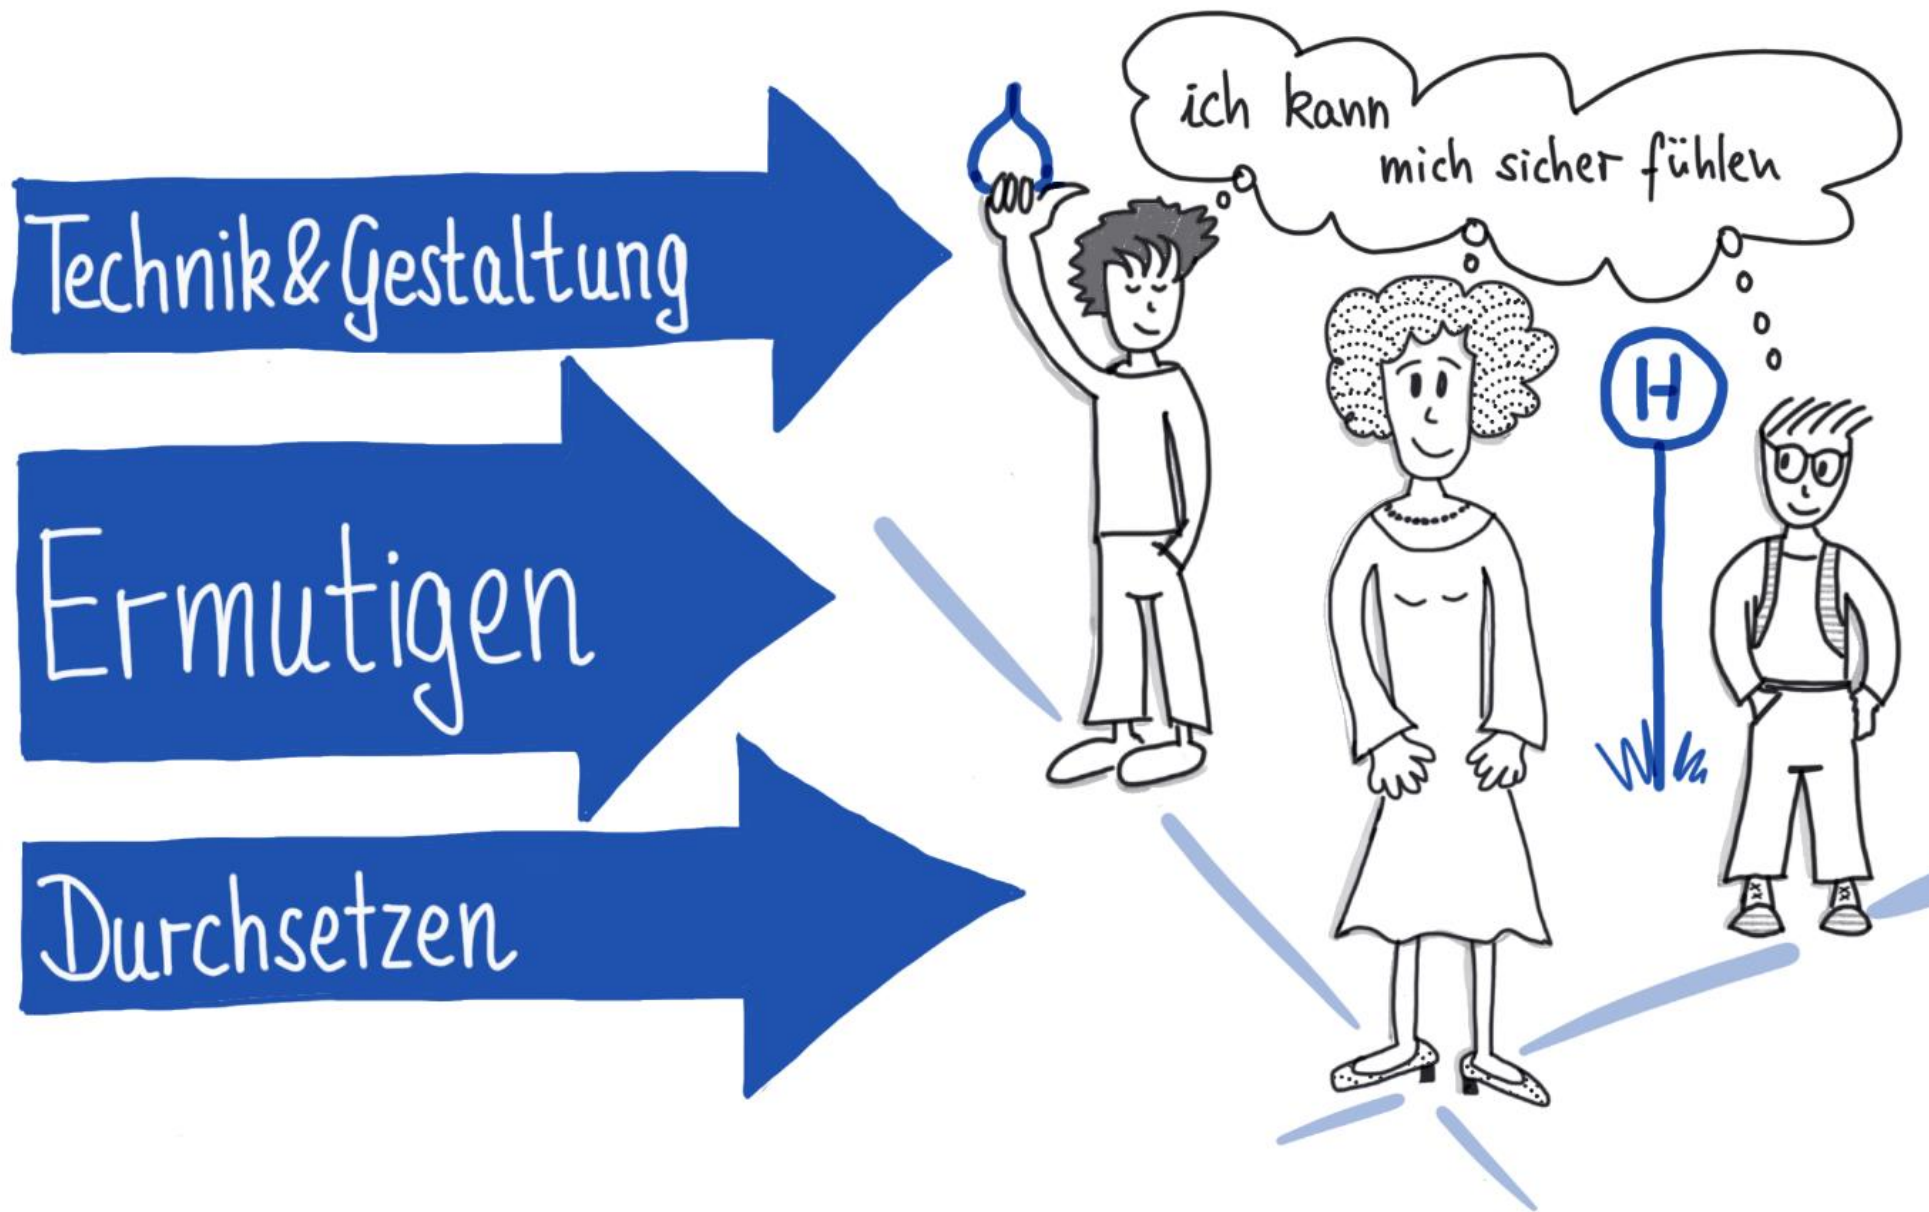 Technik&Gestaltung
Ermutigen
Durchsetzen
ich kann
mich sicher fühlen
H